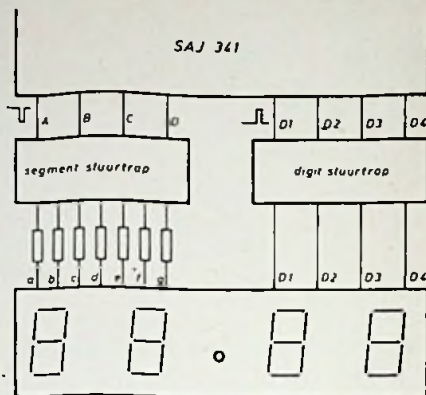 SAJ 341
A B C D D1 D2 D3 D4
segment stuurtrap digit stuurtrap
a b c d e f g D1 D2 D3 D4